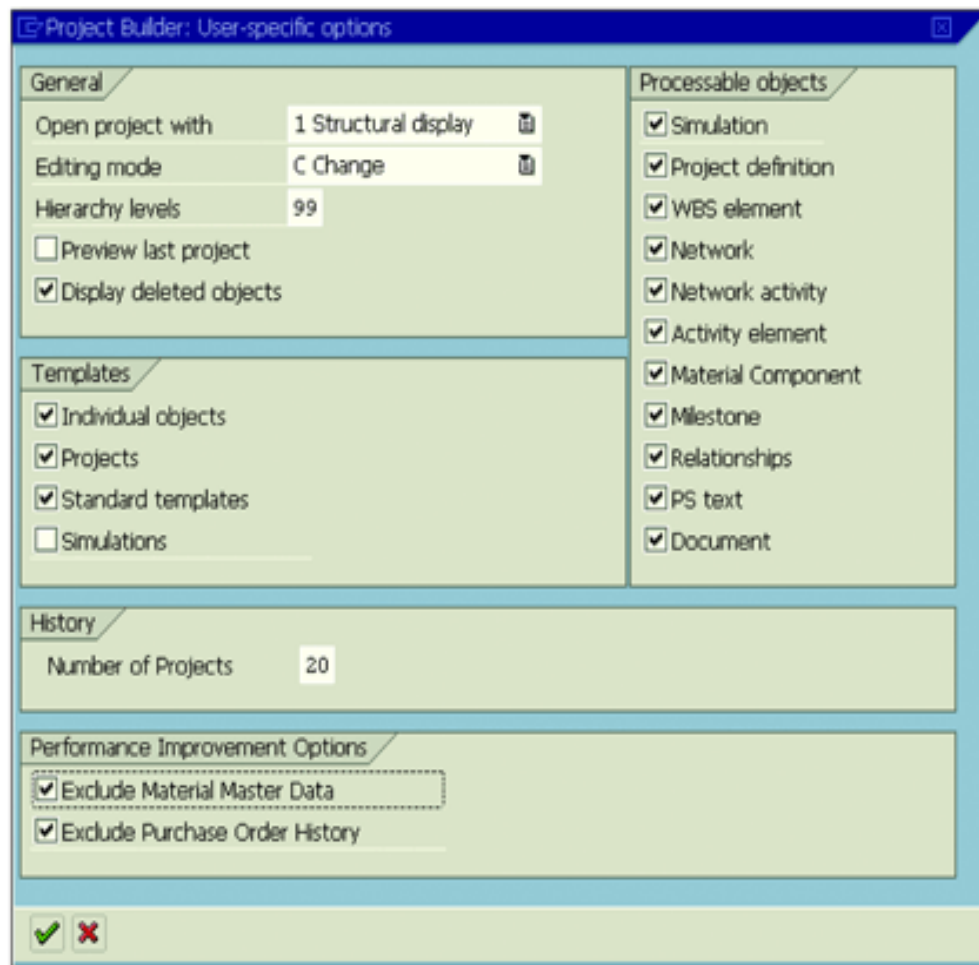 Project Builder: User-specific options
General
Open project with 1 Structural display
Editing mode C Change
Hierarchy levels 99
Preview last project
Display deleted objects
Templates
Individual objects
Projects
Standard templates
Simulations
Processable objects
Simulation
Project definition
WBS element
Network
Network activity
Activity element
Material Component
Milestone
Relationships
PS text
Document
History
Number of Projects 20
Performance Improvement Options
Exclude Material Master Data
Exclude Purchase Order History